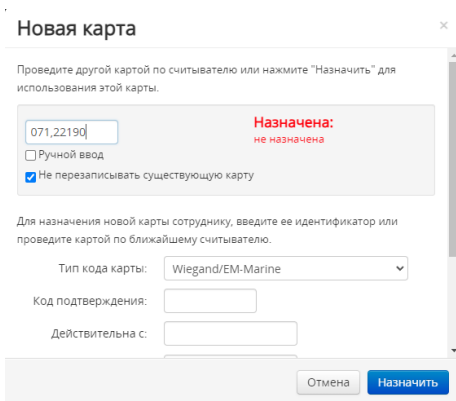 Новая карта
×
Проведите другой картой по считывателю или нажмите "Назначить" для
использования этой карты.
071,22190
Назначена:
не назначена
Ручной ввод
Не перезаписывать существующую карту
Для назначения новой карты сотруднику, введите ее идентификатор или
проведите картой по ближайшему считывателю.
Тип кода карты: Wiegand/EM-Marine
Код подтверждения:
Действительна с:
Отмена Назначить